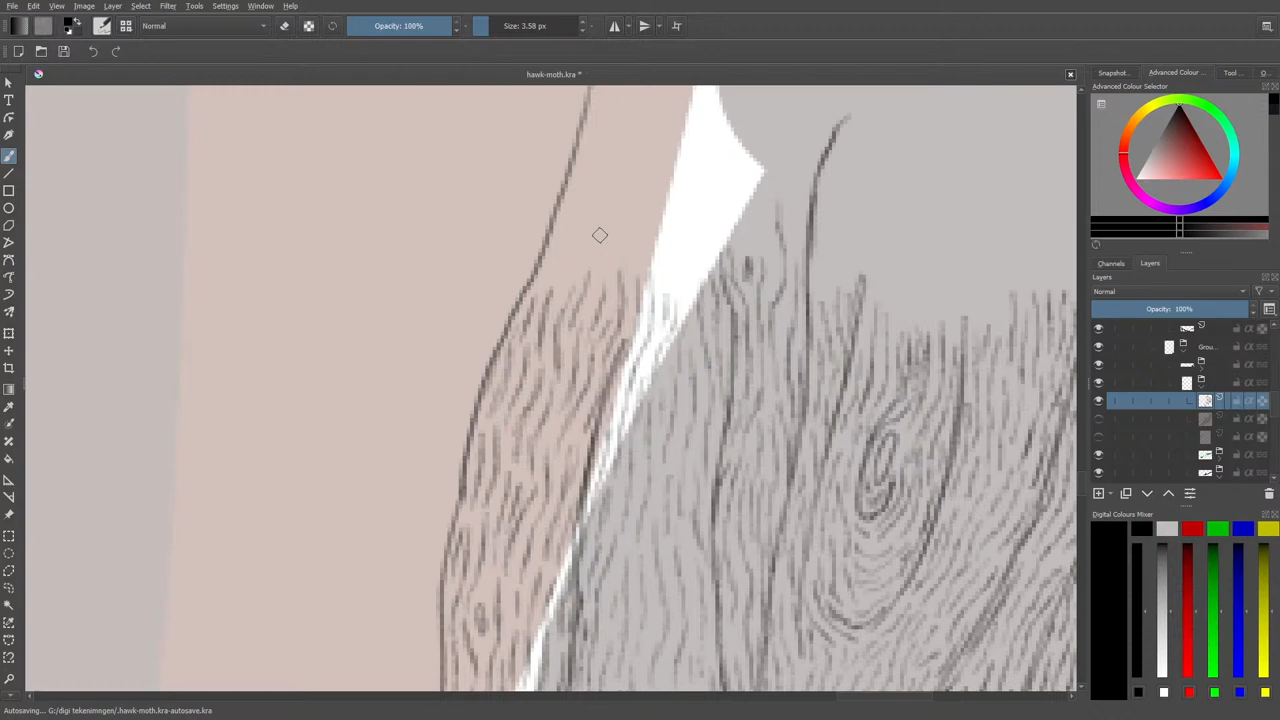 File Edit View Image Layer Select Filter Tools Settings Window Help
Normal Opacity: 100% Size: 3.58 px
hawk-moth.kra *
Snapshot... Advanced Colour ... Tool ... O...
Advanced Colour Selector
Channels Layers
Layers
Normal
Opacity: 100%
Grou...
Digital Colours Mixer
Autosaving... G:/digi tekenimngen/.hawk-moth.kra-autosave.kra